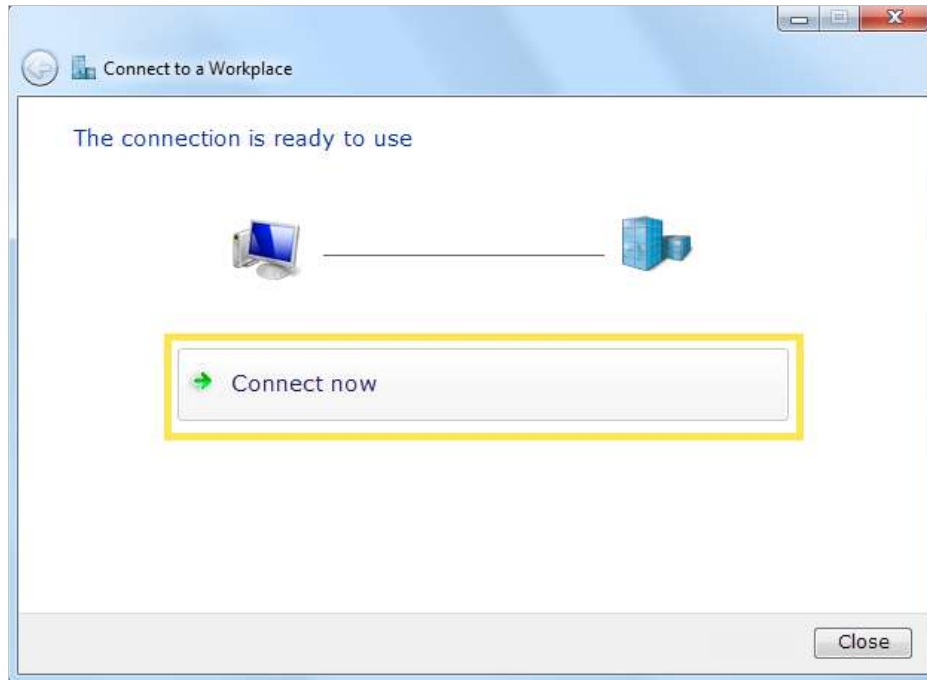 Connect to a Workplace
The connection is ready to use
Connect now
Close